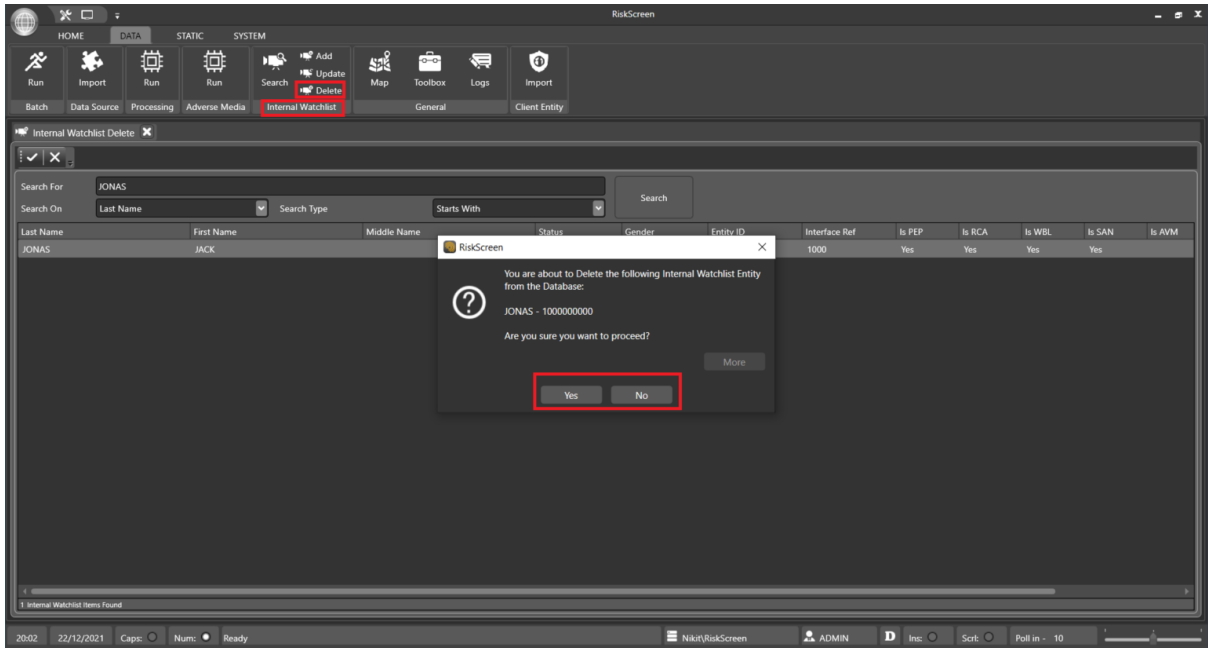 RiskScreen
HOME DATA STATIC SYSTEM
Add
Update
Run Import Run Run Search Map Toolbox Logs Import
Delete
Batch Data Source Processing Adverse Media Internal Watchlist General Client Entity
Internal Watchlist Delete
Search For JONAS
Search
Search On Last Name Search Type Starts With
Last Name First Name Middle Name Status Gender Entity ID Interface Ref Is PEP Is RCA Is WBL Is SAN Is AVM
JONAS JACK 1000 Yes Yes Yes Yes
RiskScreen
You are about to Delete the following Internal Watchlist Entity
from the Database:
JONAS - 1000000000
Are you sure you want to proceed?
More
Yes No
1 Internal Watchlist Items Found
20:02 22/12/2021 Caps: Num: Ready Nikit\RiskScreen ADMIN D Ins: Scrl: Poll in - 10